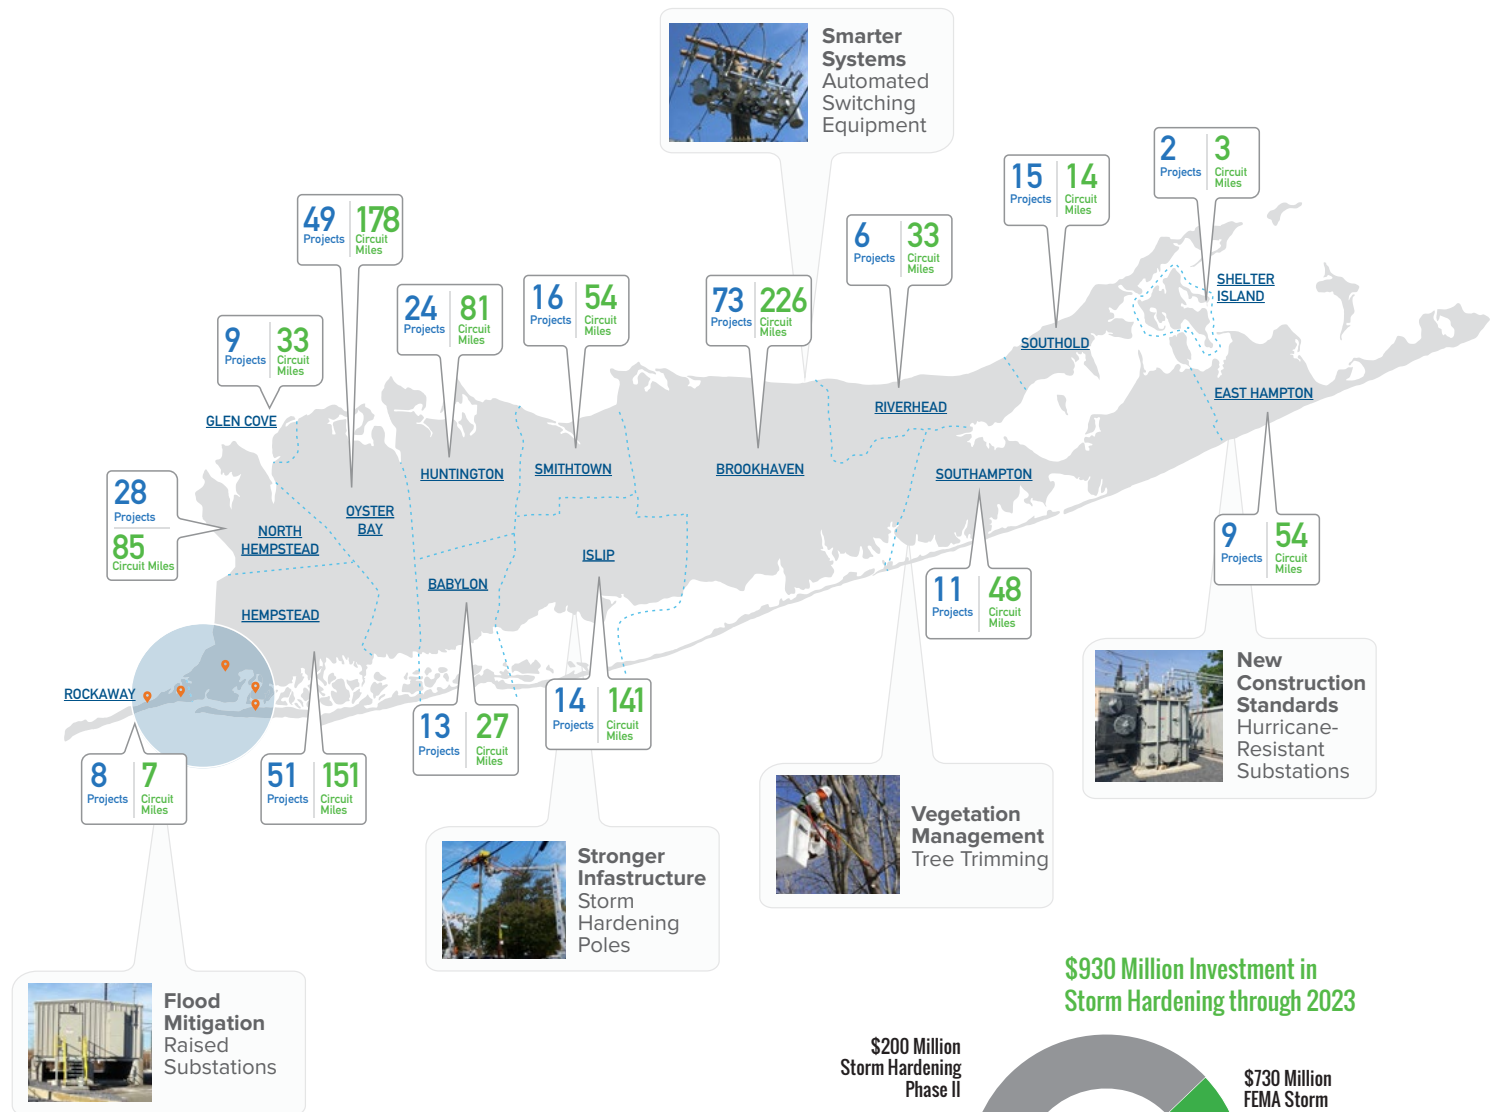 Smarter
Systems
Automated
Switching
Equipment
2
Projects
3
Circuit
Miles
15
Projects
14
Circuit
Miles
49
Projects
178
Circuit
Miles
6
Projects
33
Circuit
Miles
24
Projects
81
Circuit
Miles
16
Projects
54
Circuit
Miles
73
Projects
226
Circuit
Miles
9
Projects
33
Circuit
Miles
SHELTER
ISLAND
SOUTHOLD
EAST HAMPTON
RIVERHEAD
GLEN COVE
HUNTINGTON
SMITHTOWN
BROOKHAVEN
SOUTHAMPTON
28
Projects
85
Circuit Miles
OYSTER
BAY
NORTH
HEMPSTEAD
ISLIP
BABYLON
HEMPSTEAD
9
Projects
54
Circuit
Miles
11
Projects
48
Circuit
Miles
ROCKAWAY
14
Projects
141
Circuit
Miles
13
Projects
27
Circuit
Miles
8
Projects
7
Circuit
Miles
51
Projects
151
Circuit
Miles
New
Construction
Standards
Hurricane-
Resistant
Substations
Vegetation
Management
Tree Trimming
Stronger
Infastructure
Storm
Hardening
Poles
Flood
Mitigation
Raised
Substations
$930 Million Investment in
Storm Hardening through 2023
$200 Million
Storm Hardening
Phase II
$730 Million
FEMA Storm